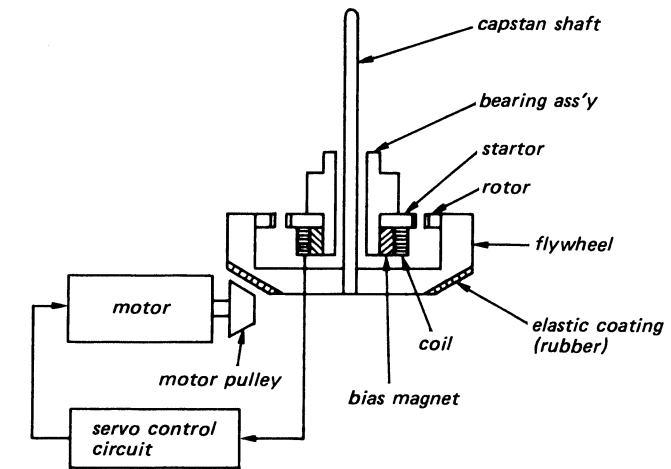 capstan shaft
bearing ass'y
startor
rotor
flywheel
elastic coating
(rubber)
coil
bias magnet
motor
motor pulley
servo control
circuit